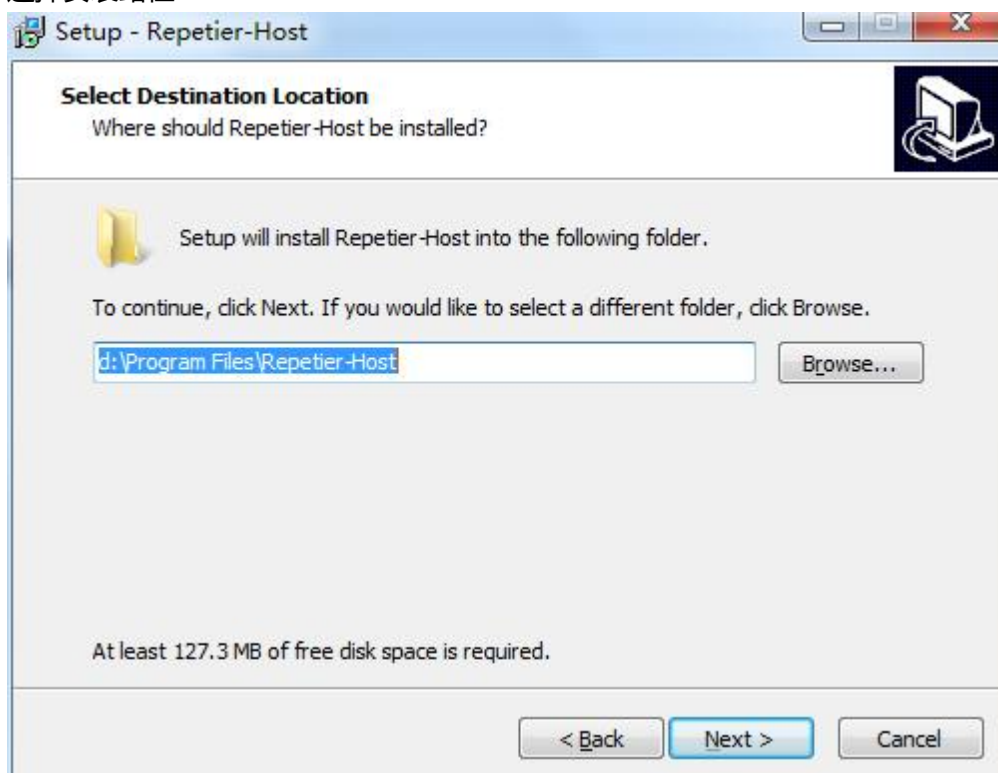 Setup - Repetier-Host
Select Destination Location
Where should Repetier-Host be installed?
Setup will install Repetier-Host into the following folder.
To continue, click Next. If you would like to select a different folder, click Browse.
d:\Program Files\Repetier-Host
Browse...
At least 127.3 MB of free disk space is required.
< Back
Next >
Cancel